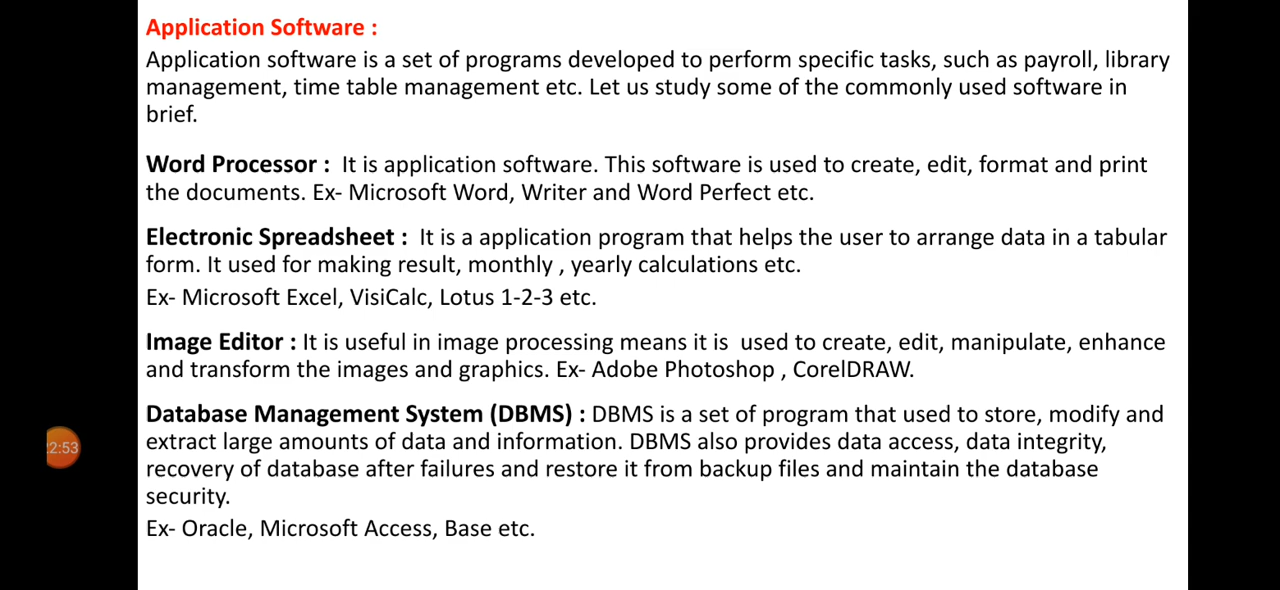 Application Software :
Application software is a set of programs developed to perform specific tasks, such as payroll, library
management, time table management etc. Let us study some of the commonly used software in
brief.
Word Processor : It is application software. This software is used to create, edit, format and print
the documents. Ex- Microsoft Word, Writer and Word Perfect etc.
Electronic Spreadsheet : It is a application program that helps the user to arrange data in a tabular
form. It used for making result, monthly , yearly calculations etc.
Ex- Microsoft Excel, VisiCalc, Lotus 1-2-3 etc.
Image Editor : It is useful in image processing means it is used to create, edit, manipulate, enhance
and transform the images and graphics. Ex- Adobe Photoshop , CorelDRAW.
Database Management System (DBMS) : DBMS is a set of program that used to store, modify and
extract large amounts of data and information. DBMS also provides data access, data integrity,
recovery of database after failures and restore it from backup files and maintain the database
security.
Ex- Oracle, Microsoft Access, Base etc.
2:53